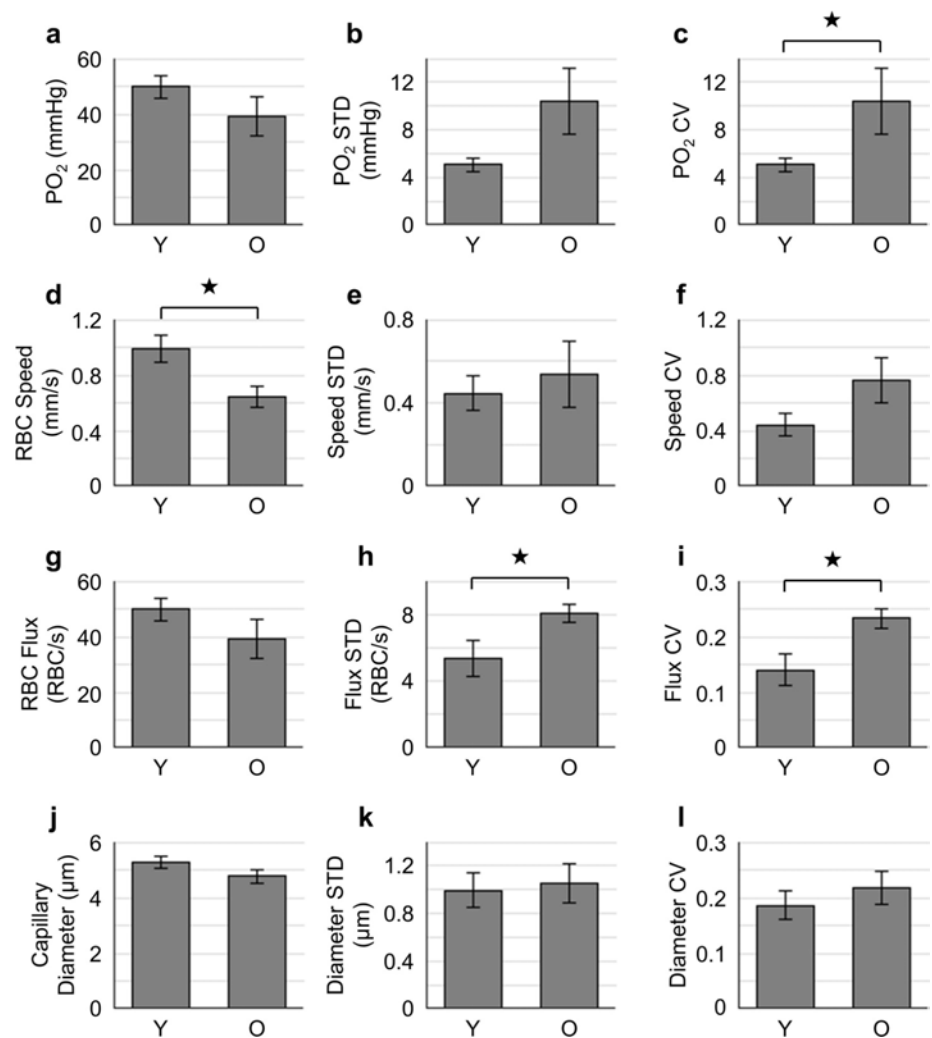 a
PO₂ (mmHg)
60
40
20
0
Y O
b
PO₂ STD
(mmHg)
12
8
4
0
Y O
c
★
PO₂ CV
12
8
4
0
Y O
d
★
RBC Speed
(mm/s)
1.2
0.8
0.4
0
Y O
e
Speed STD
(mm/s)
0.8
0.4
0
Y O
f
Speed CV
1.2
0.8
0.4
0
Y O
g
RBC Flux
(RBC/s)
60
40
20
0
Y O
h
★
Flux STD
(RBC/s)
8
4
0
Y O
i
★
Flux CV
0.3
0.2
0.1
0
Y O
j
Capillary
Diameter (µm)
6
4
2
0
Y O
k
Diameter STD
(µm)
1.2
0.8
0.4
0
Y O
l
Diameter CV
0.3
0.2
0.1
0
Y O